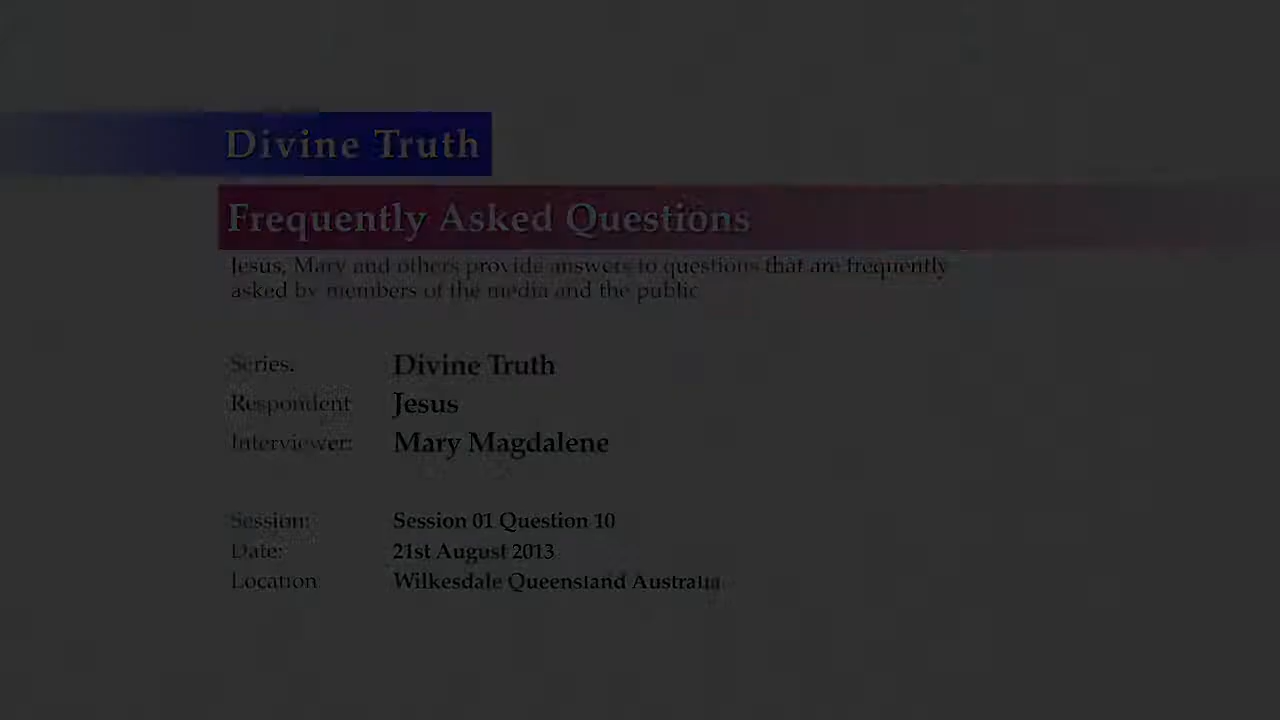 Divine Truth
Frequently Asked Questions
Jesus, Mary and others provide answers to questions that are frequently
asked by members of the media and the public
Series: Divine Truth
Respondent: Jesus
Interviewer: Mary Magdalene
Session: Session 01 Question 10
Date: 21st August 2013
Location: Wilkesdale Queensland Australia